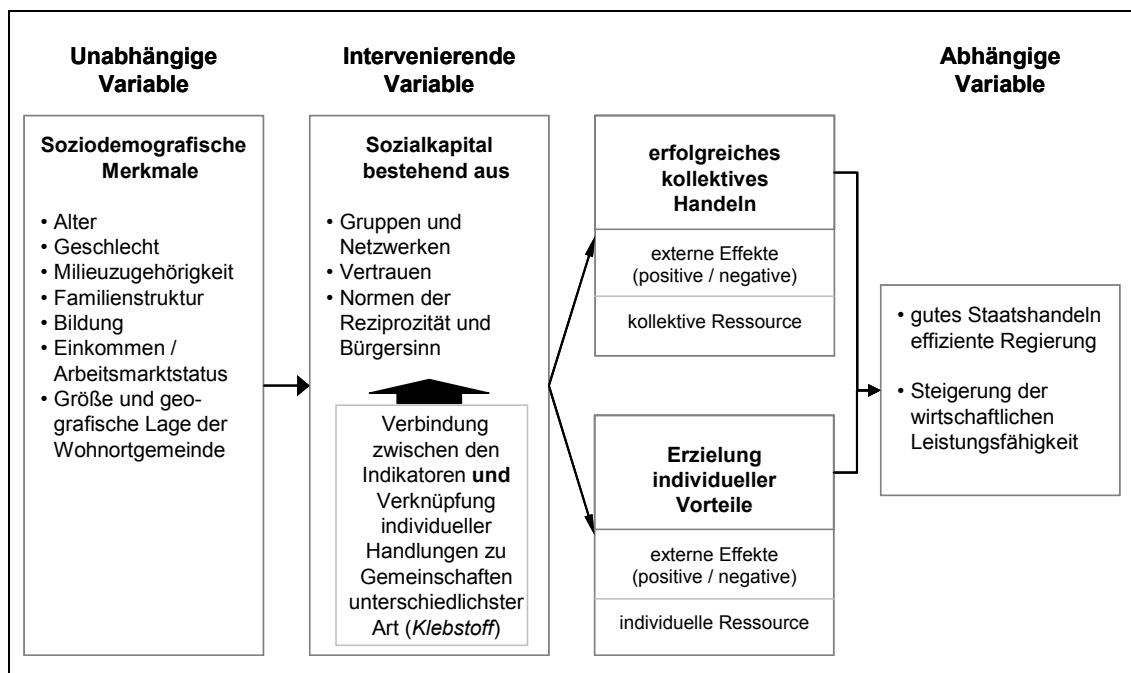 Unabhängige
Variable
Soziodemografische
Merkmale
• Alter
• Geschlecht
• Milieuzugehörigkeit
• Familienstruktur
• Bildung
• Einkommen /
Arbeitsmarktstatus
• Größe und geo-
grafische Lage der
Wohnortgemeinde
Intervenierende
Variable
Sozialkapital
bestehend aus
• Gruppen und
Netzwerken
• Vertrauen
• Normen der
Reziprozität und
Bürgersinn
Verbindung
zwischen den
Indikatoren und
Verknüpfung
individueller
Handlungen zu
Gemeinschaften
unterschiedlichster
Art (Klebstoff)
erfolgreiches
kollektives
Handeln
externe Effekte
(positive / negative)
kollektive Ressource
Erzielung
individueller
Vorteile
externe Effekte
(positive / negative)
individuelle Ressource
Abhängige
Variable
• gutes Staatshandeln
effiziente Regierung
• Steigerung der
wirtschaftlichen
Leistungsfähigkeit